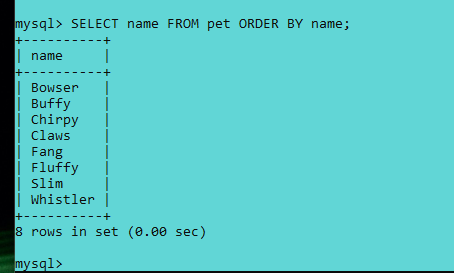 mysql> SELECT name FROM pet ORDER BY name;
+----------+
| name     |
+----------+
| Bowser   |
| Buffy    |
| Chirpy   |
| Claws    |
| Fang     |
| Fluffy   |
| Slim     |
| Whistler |
+----------+
8 rows in set (0.00 sec)
mysql>